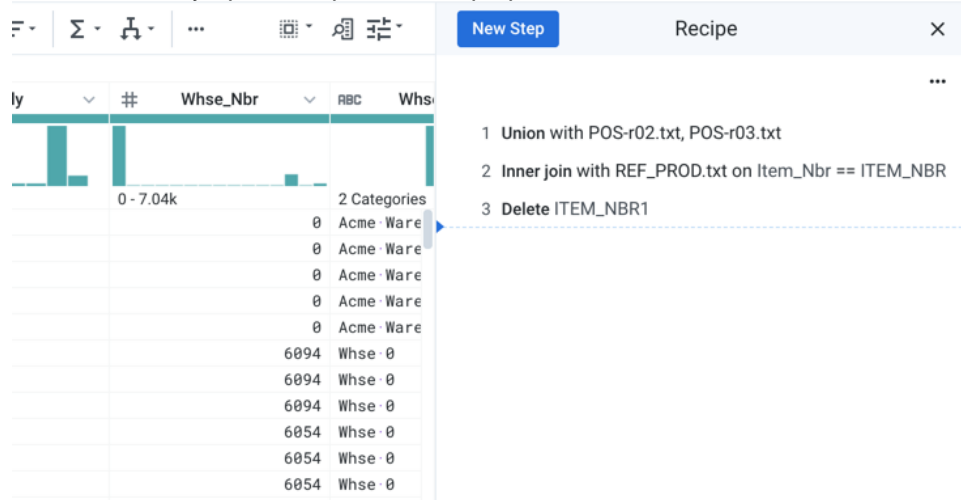 New Step
Recipe
ly
Whse_Nbr
ABC
Whs
0 - 7.04k
2 Categories
0 Acme Ware
0 Acme Ware
0 Acme Ware
0 Acme Ware
0 Acme Ware
6094 Whse 0
6094 Whse 0
6094 Whse 0
6054 Whse 0
6054 Whse 0
6054 Whse 0
1 Union with POS-r02.txt, POS-r03.txt
2 Inner join with REF_PROD.txt on Item_Nbr == ITEM_NBR
3 Delete ITEM_NBR1